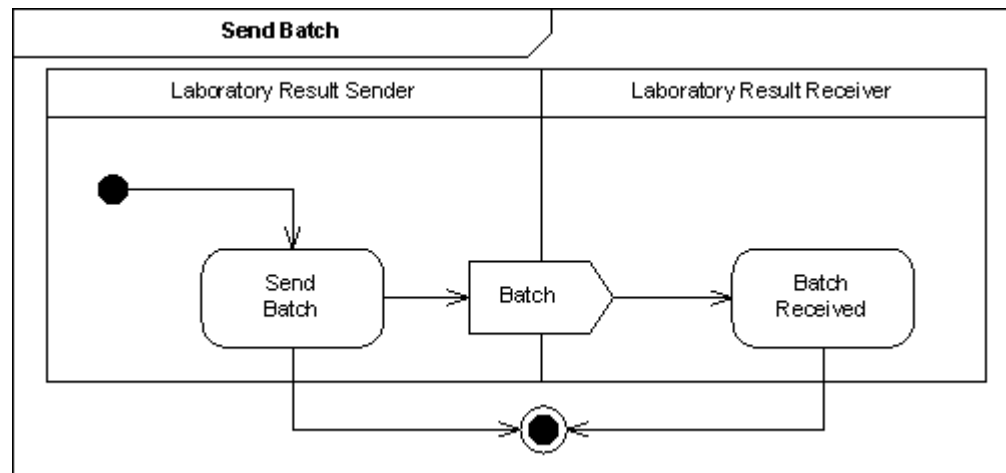 Send Batch
Laboratory Result Sender
Laboratory Result Receiver
Send
Batch
Batch
Batch
Received